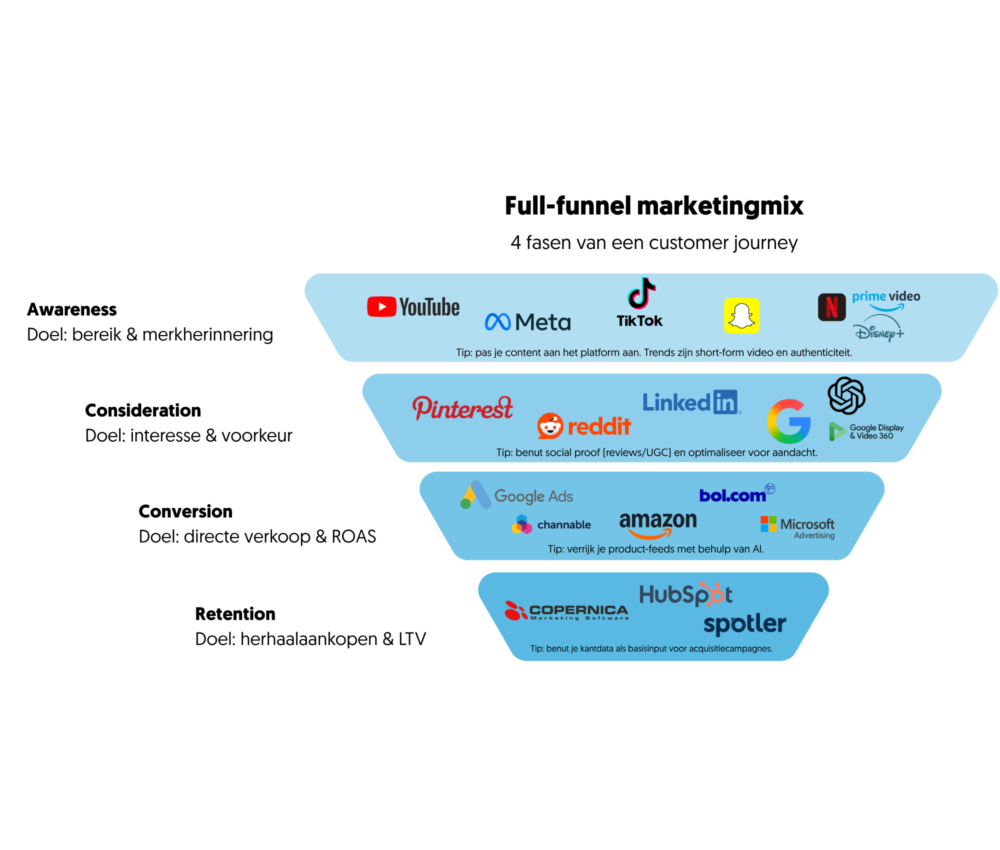 Full-funnel marketingmix
4 fasen van een customer journey
Awareness
Doel: bereik & merkherinnering
YouTube
Meta
TikTok
N
prime video
Disney+
Tip: pas je content aan het platform aan. Trends zijn short-form video en authenticiteit.
Consideration
Doel: interesse & voorkeur
Pinterest
reddit
Linked in ®
G
Google Display
& Video 360
Tip: benut social proof (reviews/UGC) en optimaliseer voor aandacht.
Conversion
Doel: directe verkoop & ROAS
Google Ads
bol.com
channable
amazon
Microsoft
Advertising
Tip: verrijk je product-feeds met behulp van AI.
Retention
Doel: herhaalaankopen & LTV
HubSpot
COPERNICA
Marketing Software
spotler
Tip: benut je kantdata als basisinput voor acquisitiecampagnes.